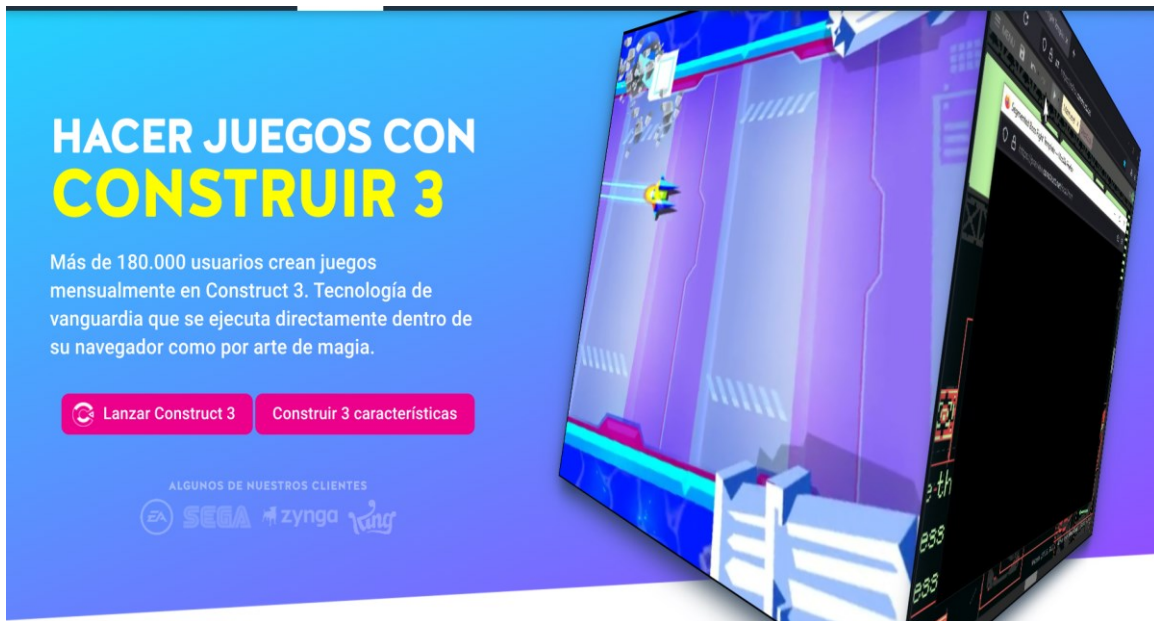 HACER JUEGOS CON
CONSTRUIR 3
Más de 180.000 usuarios crean juegos
mensualmente en Construct 3. Tecnología de
vanguardia que se ejecuta directamente dentro de
su navegador como por arte de magia.
Lanzar Construct 3
Construir 3 características
ALGUNOS DE NUESTROS CLIENTES
EA SEGA zynga King
ess
ess